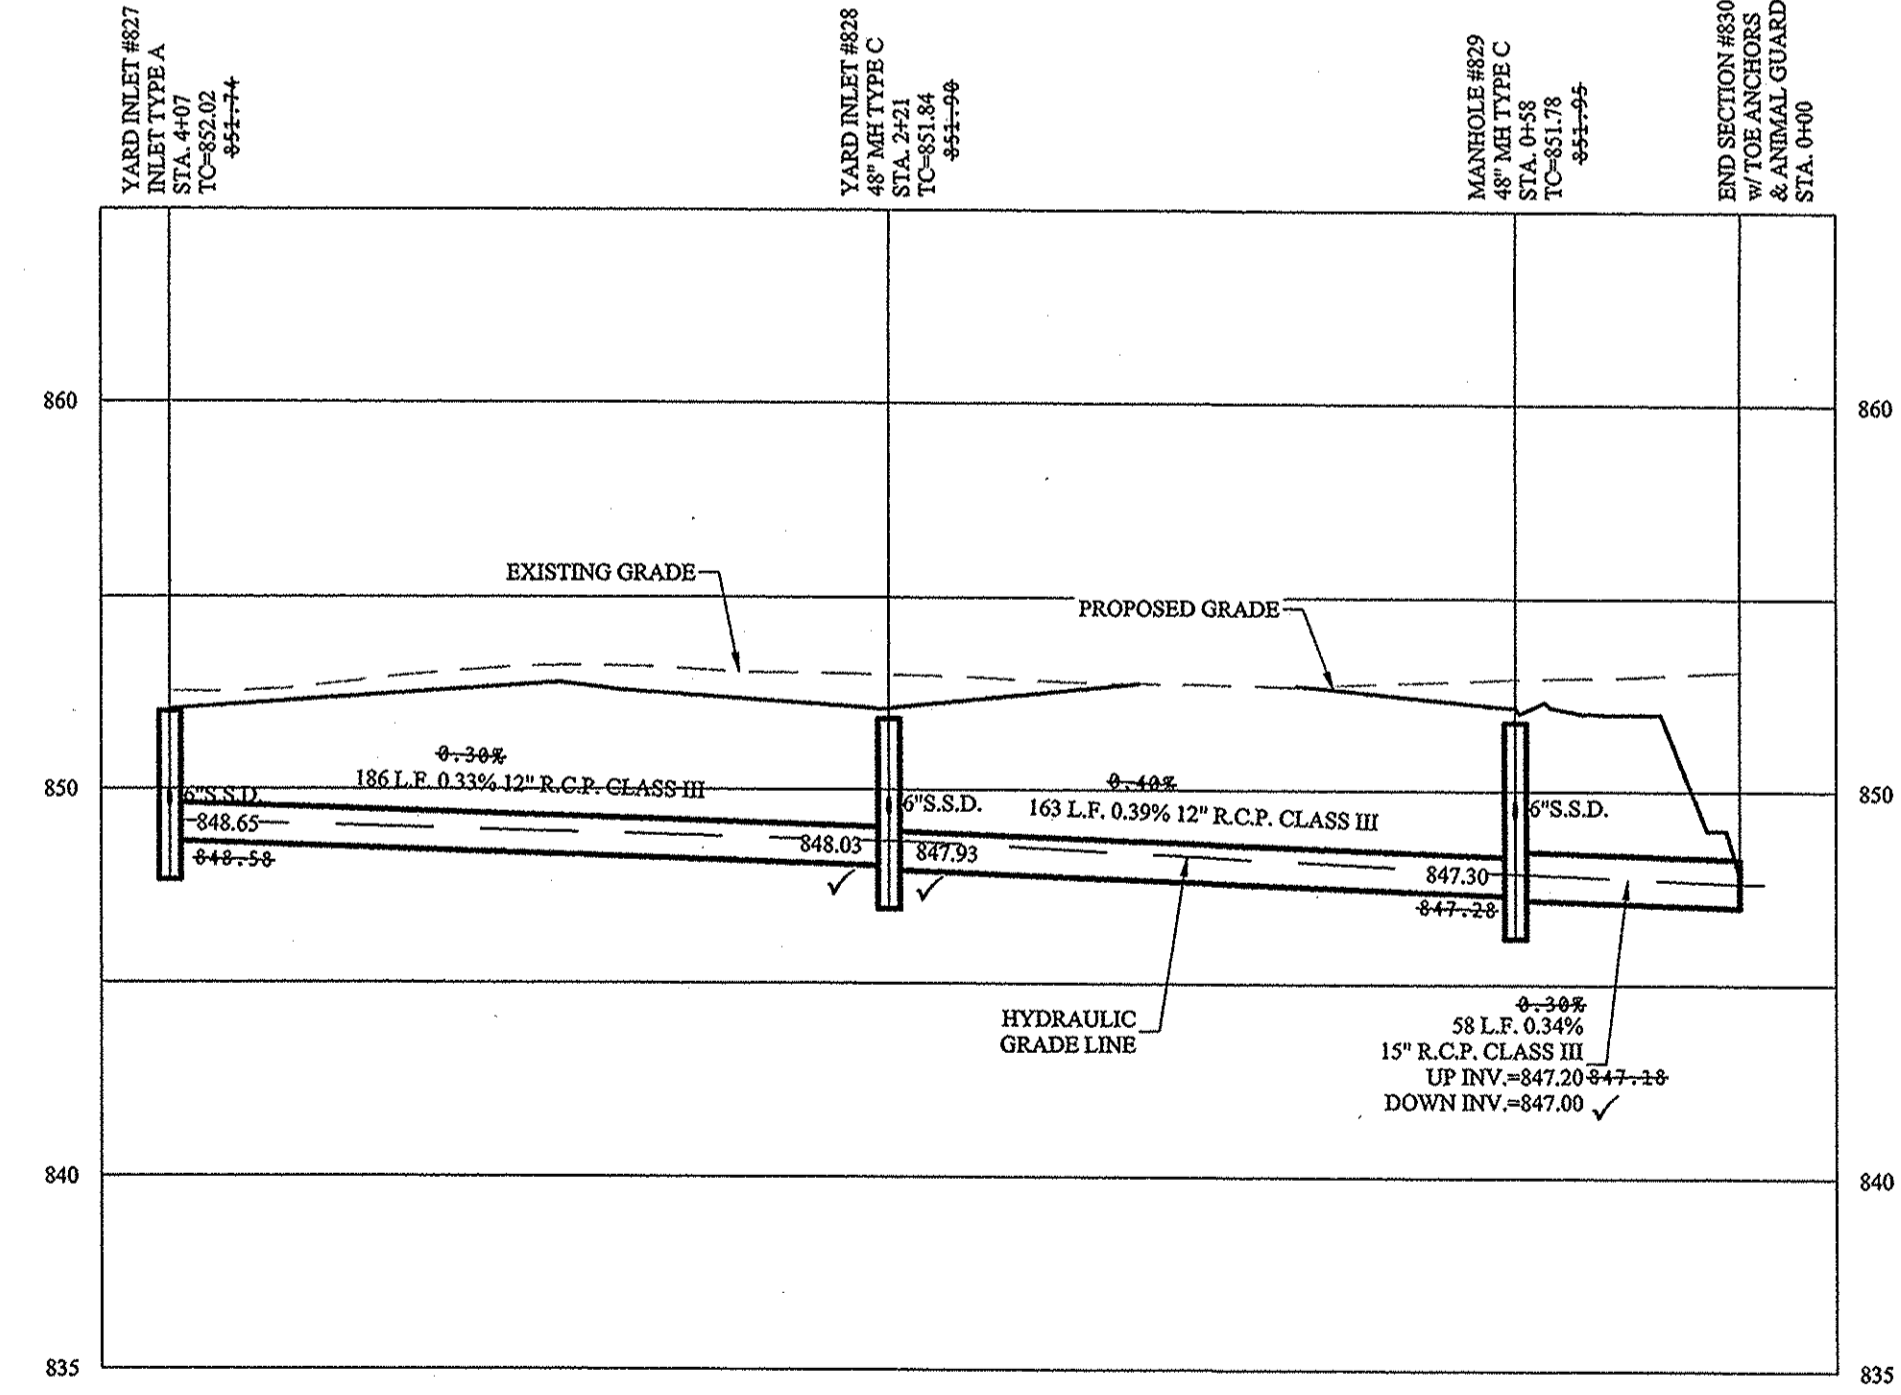 YARD INLET #827
INLET TYPE A
STA. 4+07
TC=852.02
851.74
YARD INLET #828
48" MH TYPE C
STA. 2+21
TC=851.84
851.90
MANHOLE #829
48" MH TYPE C
STA. 0+58
TC=851.78
851.95
END SECTION #830
w/ TOE ANCHORS
& ANIMAL GUARD
STA. 0+00
860
860
EXISTING GRADE
PROPOSED GRADE
0.30%
186 L.F. 0.33% 12" R.C.P. CLASS III
0.40%
163 L.F. 0.39% 12" R.C.P. CLASS III
850
850
6"S.S.D.
6"S.S.D.
6"S.S.D.
848.65
848.58
848.03
847.93
847.30
847.28
HYDRAULIC
GRADE LINE
0.30%
58 L.F. 0.34%
15" R.C.P. CLASS III
UP INV.=847.20 847.18
DOWN INV.=847.00
840
840
835
835